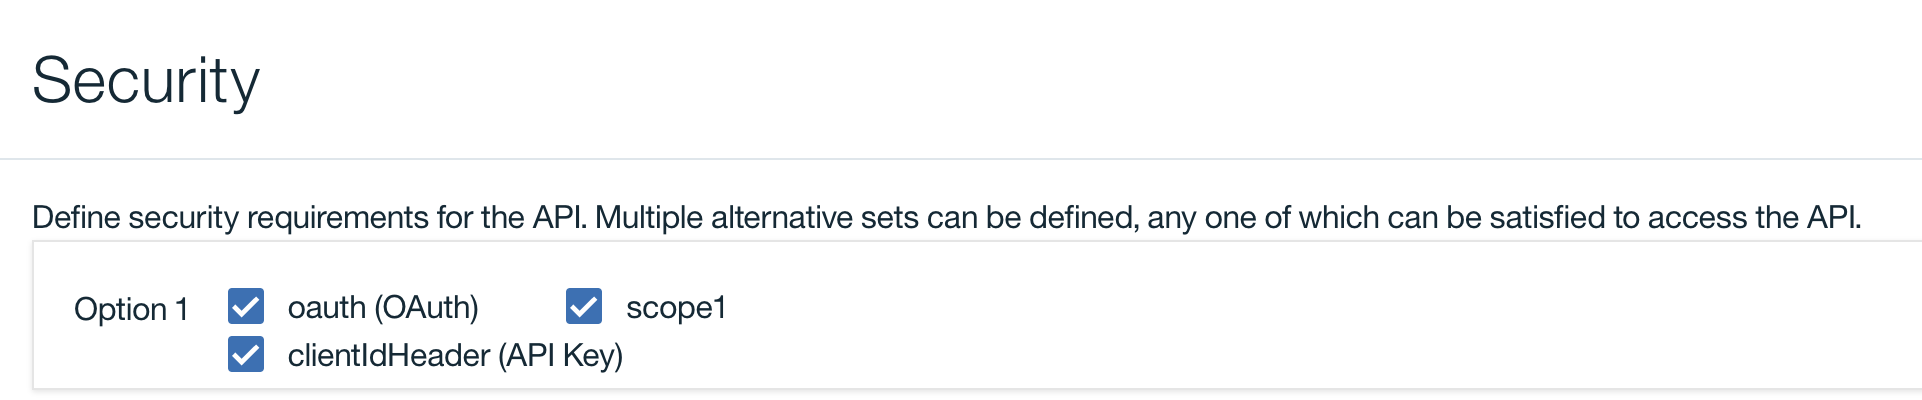 Security
Define security requirements for the API. Multiple alternative sets can be defined, any one of which can be satisfied to access the API.
Option 1 oauth (OAuth) scope1
clientIdHeader (API Key)